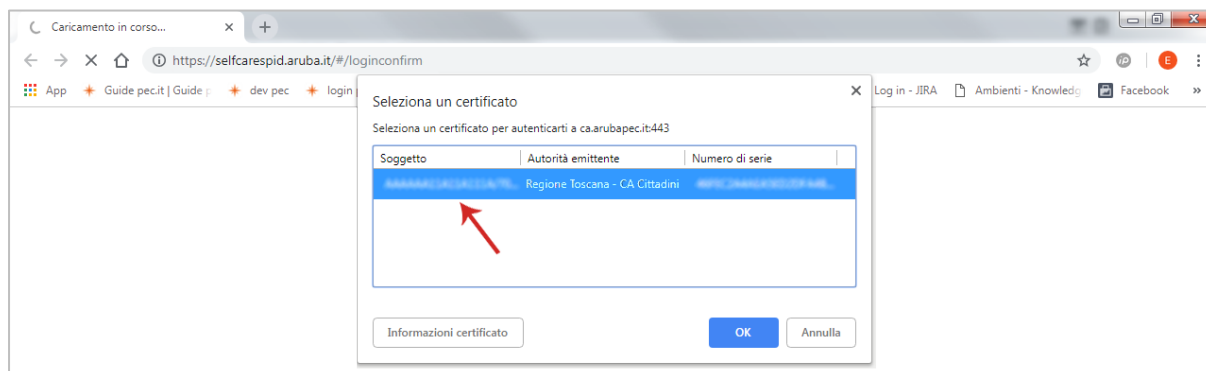 Caricamento in corso...
https://selfcarespid.aruba.it/#/loginconfirm
E
App Guide pec.it | Guide p dev pec login Log in - JIRA Ambienti - Knowledg Facebook »
Seleziona un certificato
Seleziona un certificato per autenticarti a ca.arubapec.it:443
Soggetto Autorità emittente Numero di serie
Regione Toscana - CA Cittadini
Informazioni certificato OK Annulla